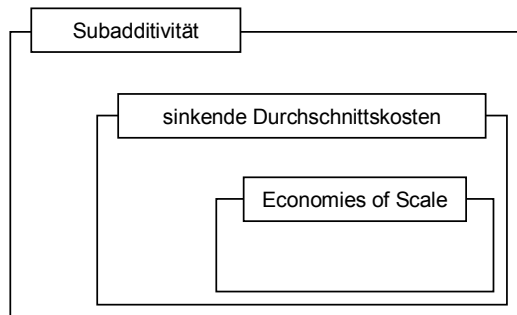 Subadditivität
sinkende Durchschnittskosten
Economies of Scale